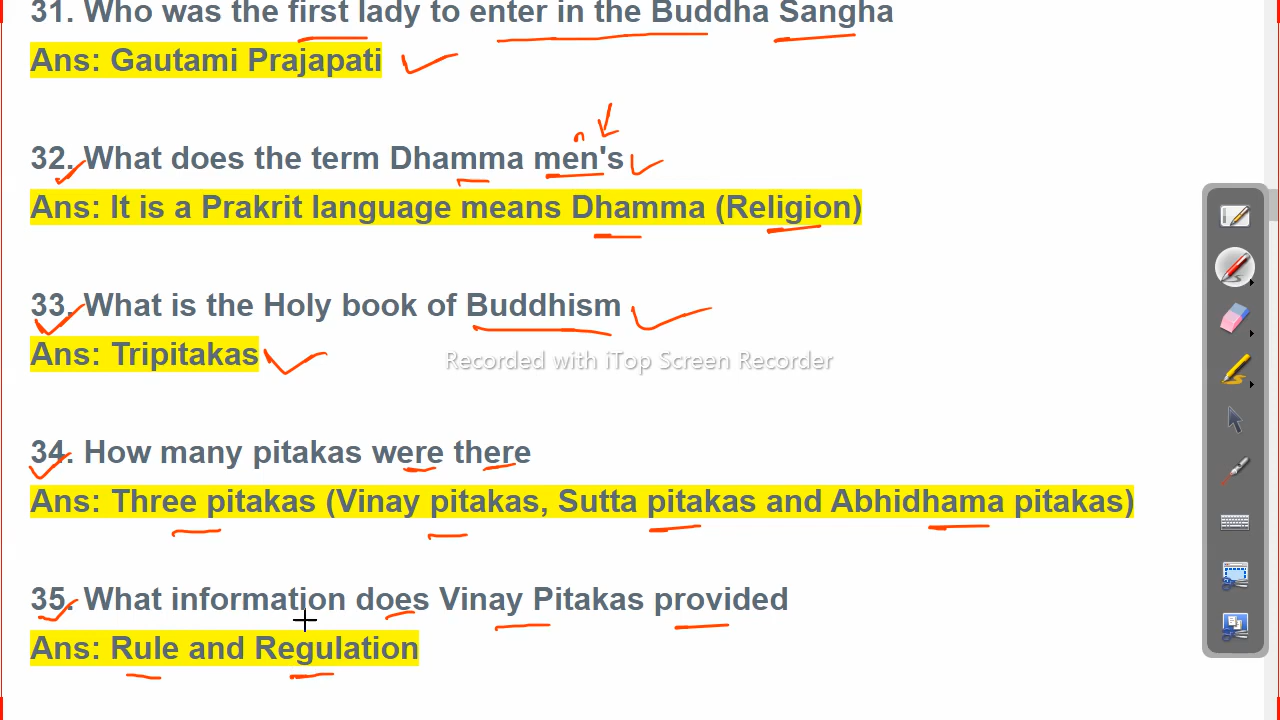 31. Who was the first lady to enter in the Buddha Sangha
Ans: Gautami Prajapati
32. What does the term Dhamma men's
Ans: It is a Prakrit language means Dhamma (Religion)
33. What is the Holy book of Buddhism
Ans: Tripitakas
Recorded with iTop Screen Recorder
34. How many pitakas were there
Ans: Three pitakas (Vinay pitakas, Sutta pitakas and Abhidhama pitakas)
35. What information does Vinay Pitakas provided
Ans: Rule and Regulation